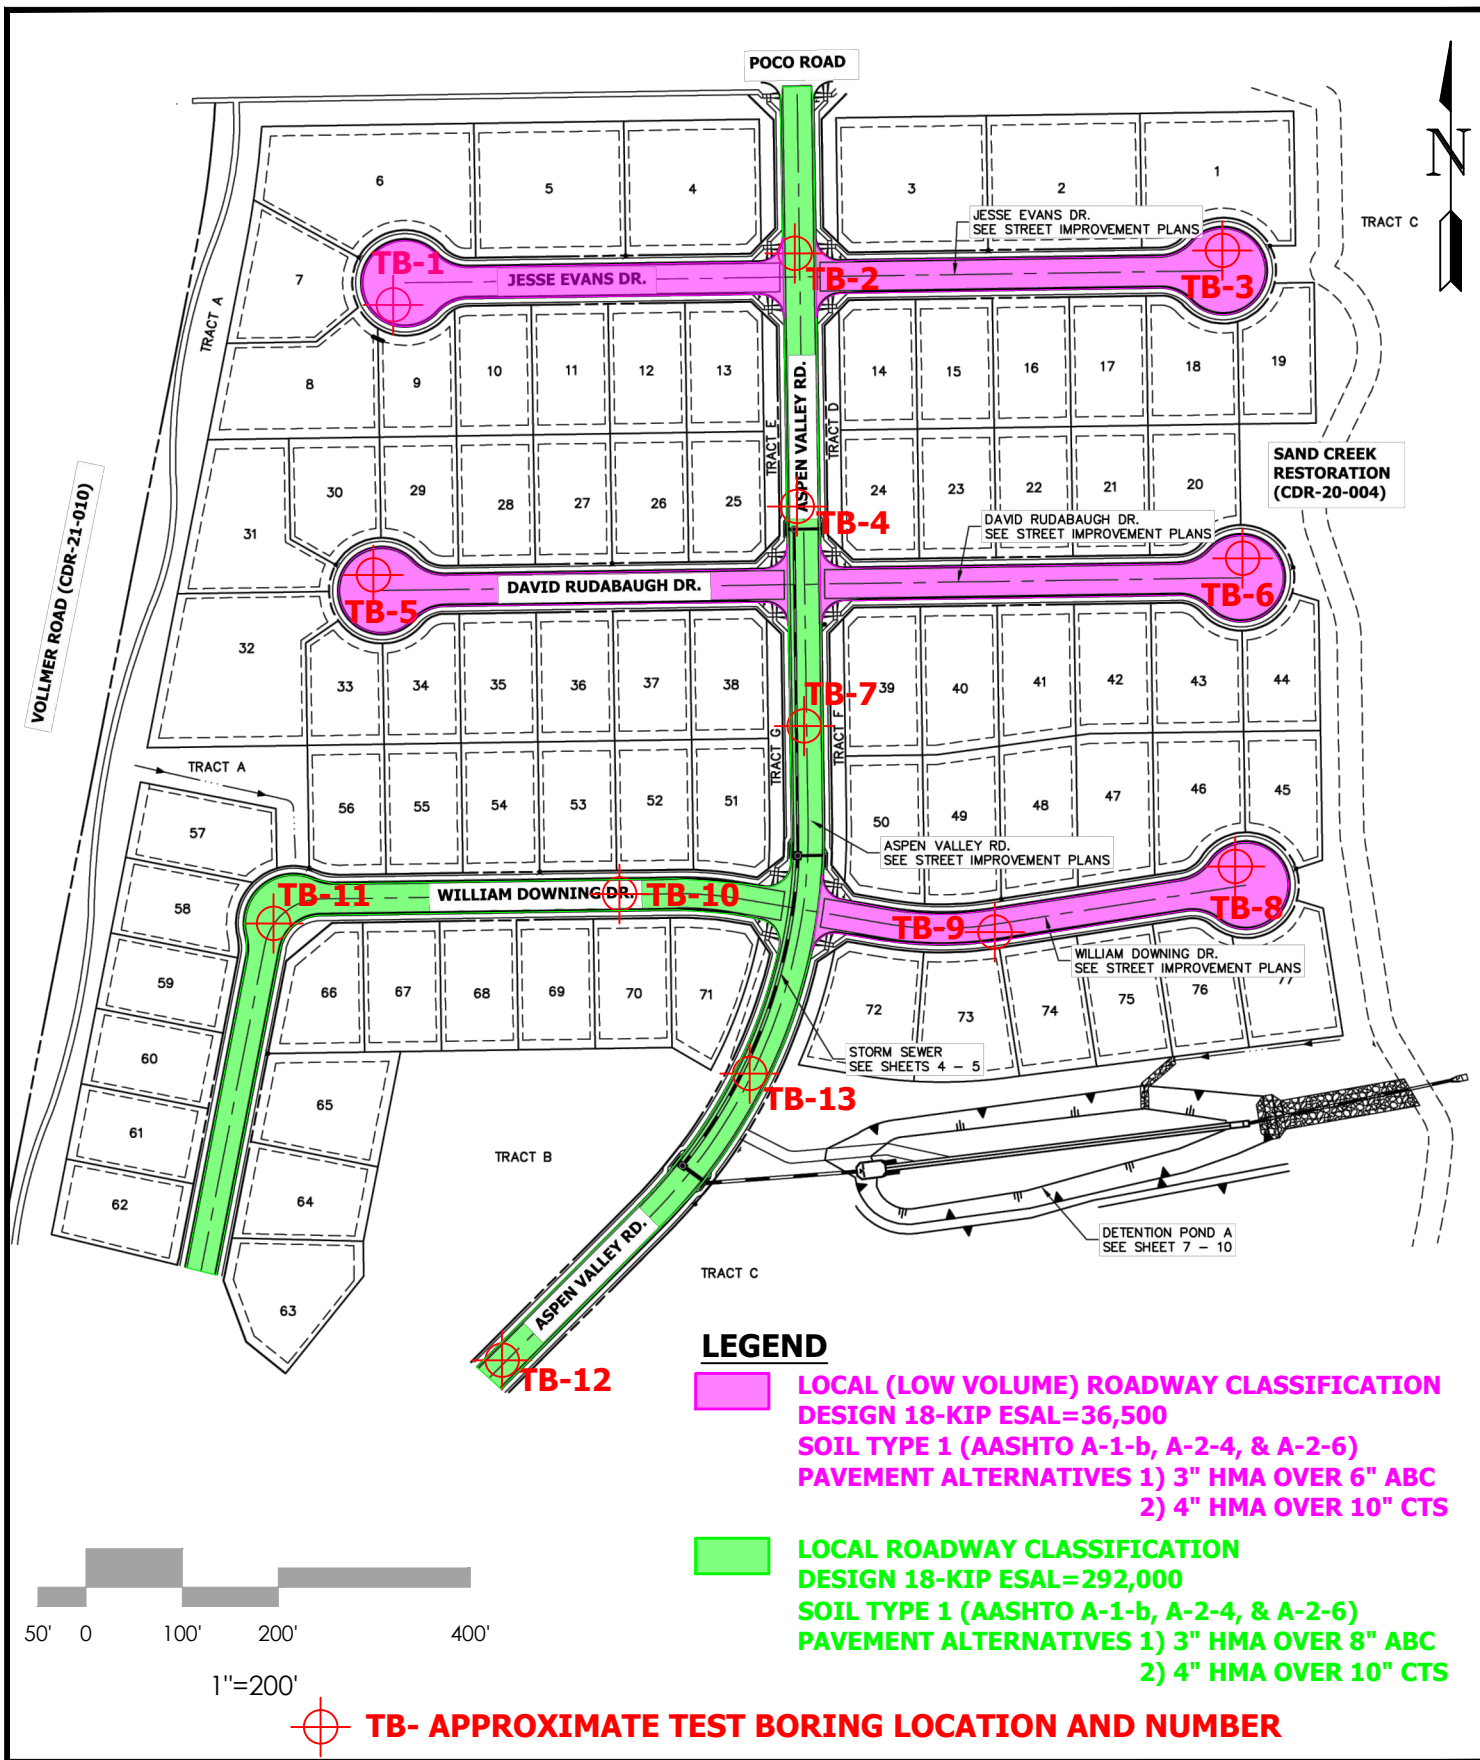 POCO ROAD
N
6
5
4
3
2
1
TRACT C
JESSE EVANS DR.
SEE STREET IMPROVEMENT PLANS
7
TB-1
JESSE EVANS DR.
TB-2
TB-3
TRACT A
8
9
10
11
12
13
ASPEN VALLEY RD.
14
15
16
17
18
19
TRACT E
TRACT D
SAND CREEK
RESTORATION
(CDR-20-004)
31
30
29
28
27
26
25
24
23
22
21
20
TB-4
DAVID RUDABAUGH DR.
SEE STREET IMPROVEMENT PLANS
VOLLMER ROAD (CDR-21-010)
TB-5
DAVID RUDABAUGH DR.
TB-6
32
33
34
35
36
37
38
TB-7
39
40
41
42
43
44
TRACT G
TRACT F
TRACT A
57
56
55
54
53
52
51
50
49
48
47
46
45
ASPEN VALLEY RD.
SEE STREET IMPROVEMENT PLANS
58
TB-11
WILLIAM DOWNING DR.
TB-10
TB-9
TB-8
WILLIAM DOWNING DR.
SEE STREET IMPROVEMENT PLANS
59
66
67
68
69
70
71
72
73
74
75
76
60
STORM SEWER
SEE SHEETS 4 - 5
TB-13
65
61
TRACT B
62
64
DETENTION POND A
SEE SHEET 7 - 10
ASPEN VALLEY RD.
TRACT C
63
TB-12
LEGEND
LOCAL (LOW VOLUME) ROADWAY CLASSIFICATION
DESIGN 18-KIP ESAL=36,500
SOIL TYPE 1 (AASHTO A-1-b, A-2-4, & A-2-6)
PAVEMENT ALTERNATIVES 1) 3" HMA OVER 6" ABC
2) 4" HMA OVER 10" CTS
LOCAL ROADWAY CLASSIFICATION
DESIGN 18-KIP ESAL=292,000
SOIL TYPE 1 (AASHTO A-1-b, A-2-4, & A-2-6)
PAVEMENT ALTERNATIVES 1) 3" HMA OVER 8" ABC
2) 4" HMA OVER 10" CTS
50' 0 100' 200' 400'
1"=200'
TB- APPROXIMATE TEST BORING LOCATION AND NUMBER